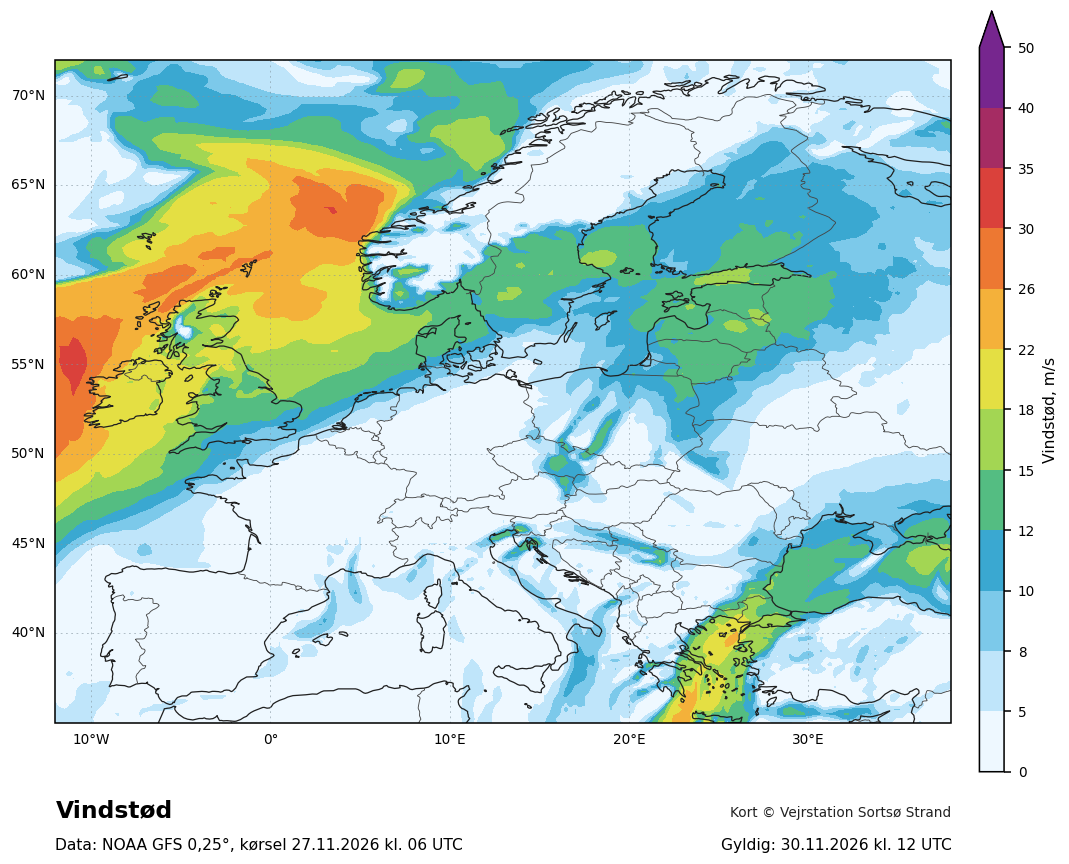 70°N
65°N
60°N
55°N
50°N
45°N
40°N
10°W
0°
10°E
20°E
30°E
50
40
35
30
26
22
18
15
12
10
8
5
0
Vindstød, m/s
Vindstød
Kort © Vejrstation Sortsø Strand
Data: NOAA GFS 0,25°, kørsel 27.11.2026 kl. 06 UTC
Gyldig: 30.11.2026 kl. 12 UTC